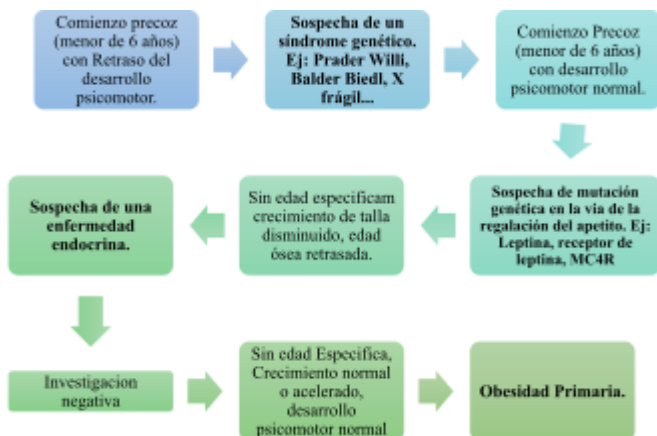 Comienzo precoz
(menor de 6 años)
con Retraso del
desarrollo
psicomotor.
Sospecha de un
síndrome genético.
Ej: Prader Willi,
Balder Biedl, X
frágil...
Comienzo Precoz
(menor de 6 años)
con desarrollo
psicomotor normal.
Sospecha de una
enfermedad
endocrina.
Sin edad especificam
crecimiento de talla
disminuido, edad
ósea retrasada.
Sospecha de mutación
genética en la via de la
regalación del apetito. Ej:
Leptina, receptor de
leptina, MC4R
Investigacion
negativa
Sin edad Especifica,
Crecimiento normal
o acelerado,
desarrollo
psicomotor normal
Obesidad Primaria.